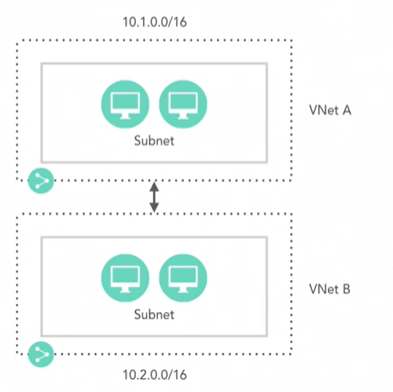 10.1.0.0/16
VNet A
Subnet
VNet B
Subnet
10.2.0.0/16